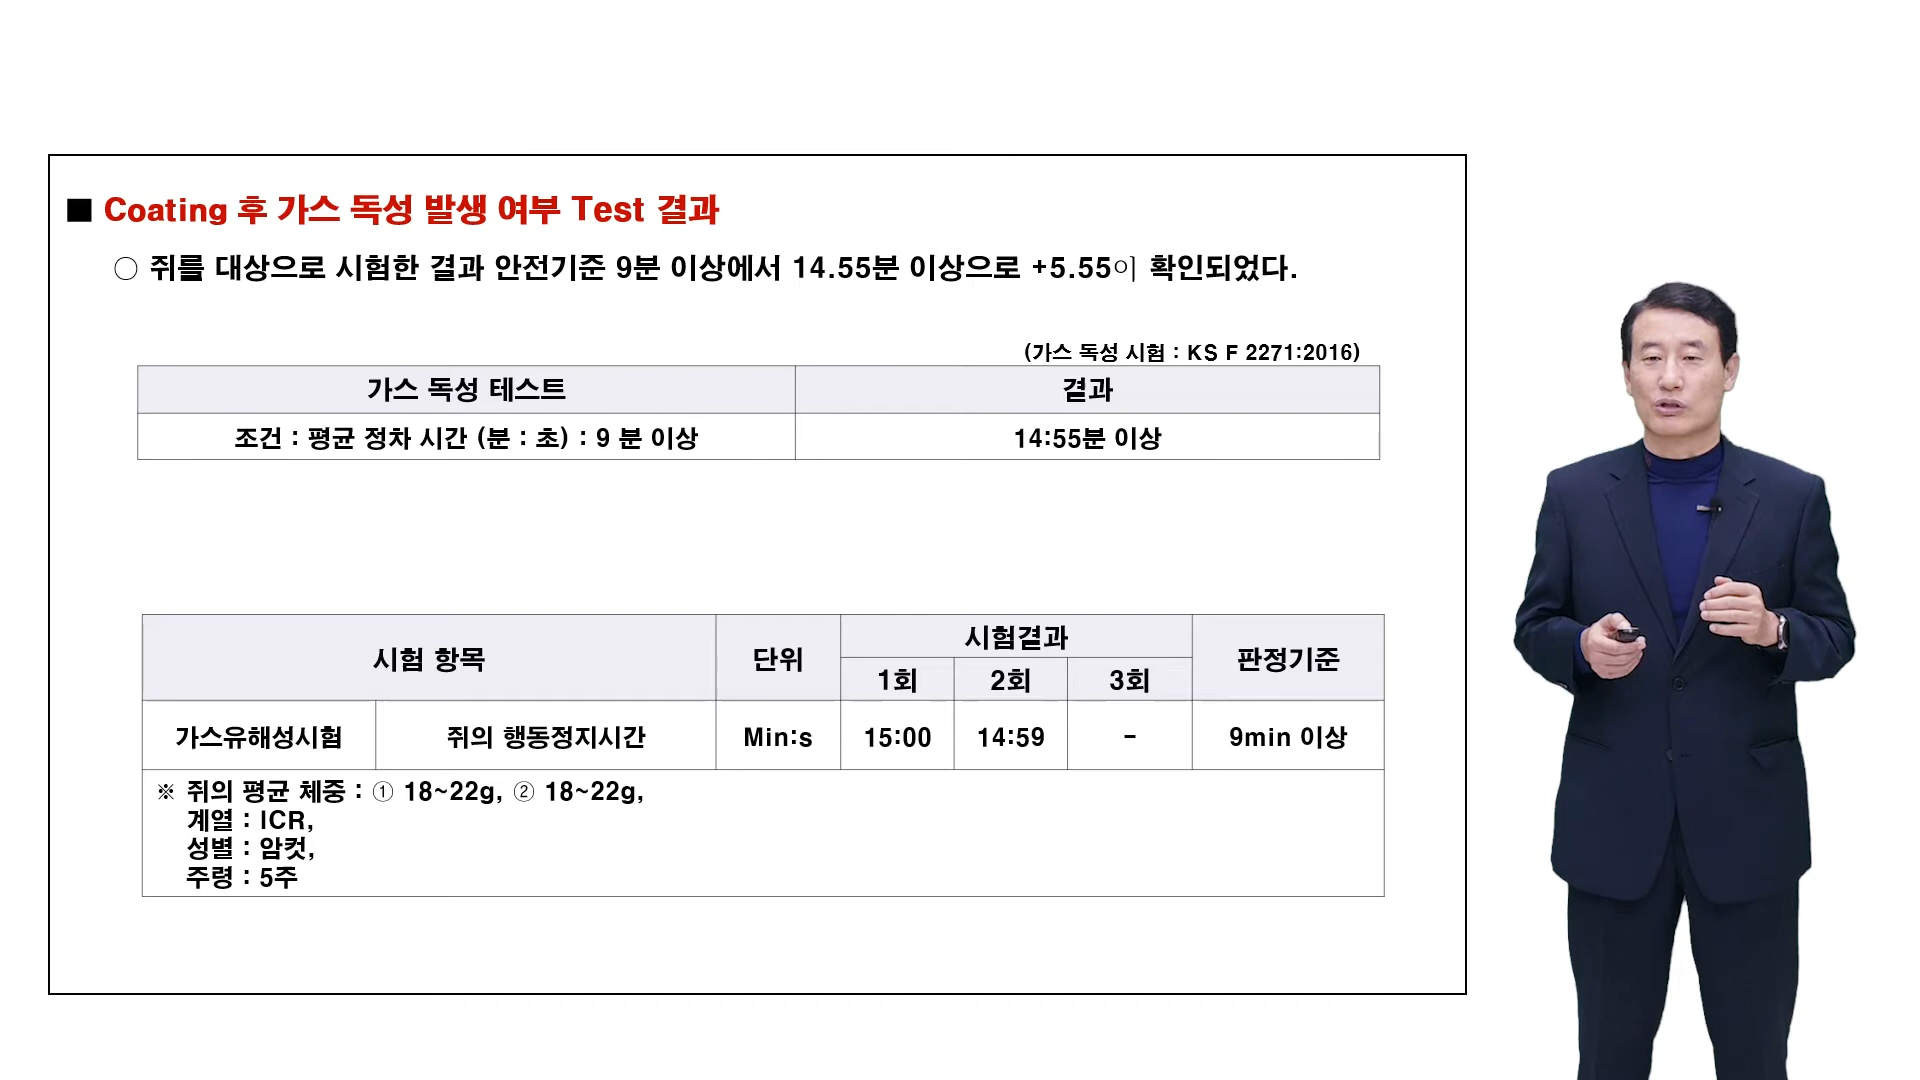 ■ Coating 후 가스 독성 발생 여부 Test 결과
○ 쥐를 대상으로 시험한 결과 안전기준 9분 이상에서 14.55분 이상으로 +5.55이 확인되었다.
(가스 독성 시험 : KS F 2271:2016)
가스 독성 테스트 결과
조건 : 평균 정차 시간 (분 : 초) : 9 분 이상 14:55분 이상
시험 항목 단위 시험결과 판정기준
1회 2회 3회
가스유해성시험 쥐의 행동정지시간 Min:s 15:00 14:59 - 9min 이상
※ 쥐의 평균 체중 : ① 18~22g, ② 18~22g,
계열 : ICR,
성별 : 암컷,
주령 : 5주